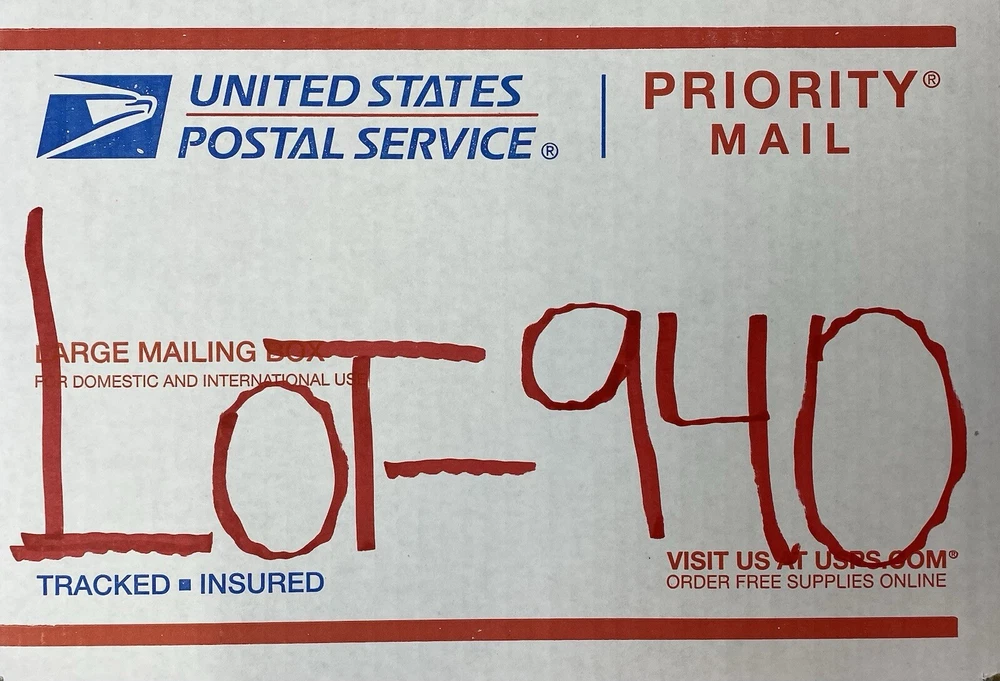 UNITED STATES
POSTAL SERVICE®
PRIORITY®
MAIL
LARGE MAILING BOX
FOR DOMESTIC AND INTERNATIONAL USE
LOT-940
TRACKED ▪ INSURED
VISIT US AT USPS.COM®
ORDER FREE SUPPLIES ONLINE